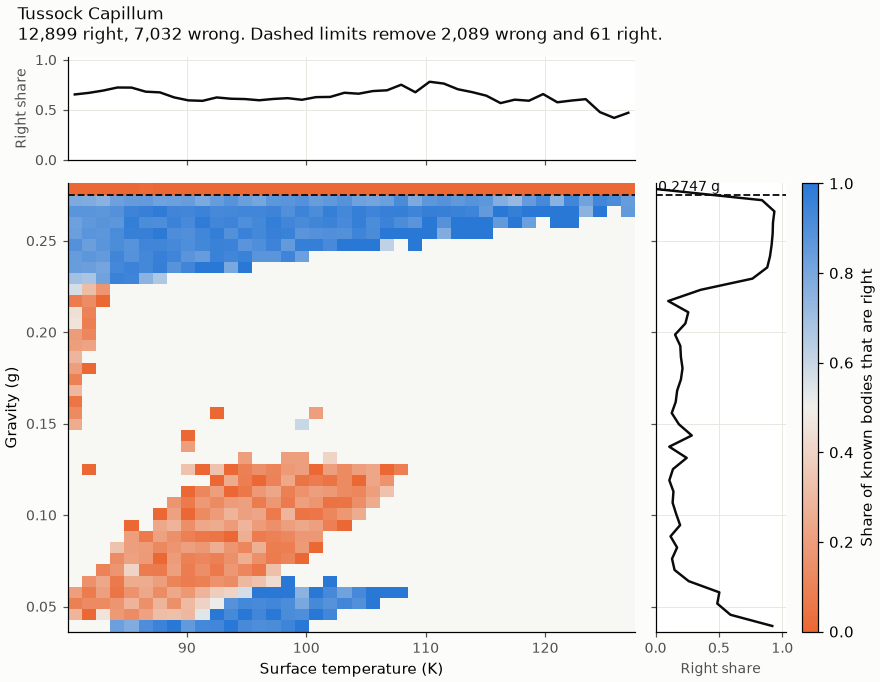 Tussock Capillum
12,899 right, 7,032 wrong. Dashed limits remove 2,089 wrong and 61 right.
Right share
1.0
0.5
0.0
0.2747 g
Gravity (g)
0.25
0.20
0.15
0.10
0.05
90
100
110
120
Surface temperature (K)
0.0
0.5
1.0
Right share
1.0
0.8
0.6
0.4
0.2
0.0
Share of known bodies that are right